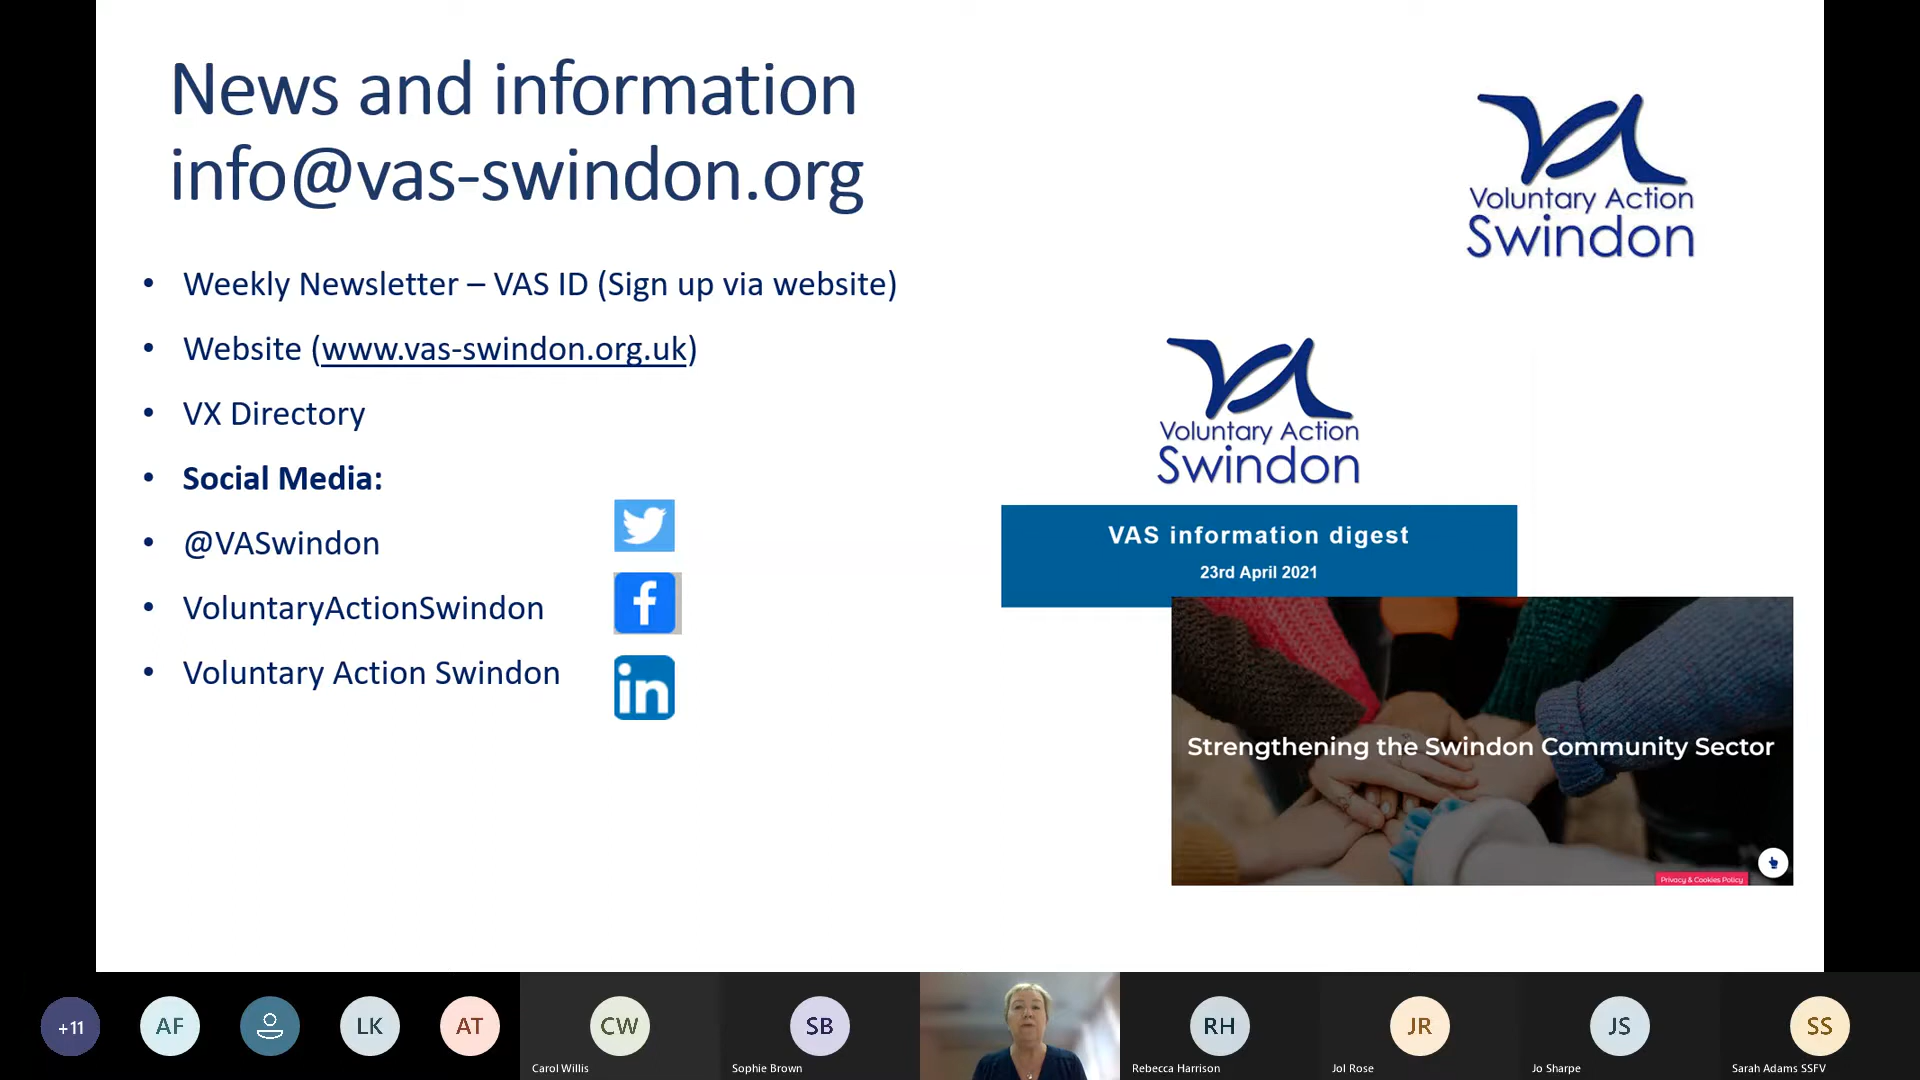 News and information
info@vas-swindon.org
• Weekly Newsletter – VAS ID (Sign up via website)
• Website (www.vas-swindon.org.uk)
• VX Directory
• Social Media:
• @VASwindon
• VoluntaryActionSwindon
• Voluntary Action Swindon
Voluntary Action
Swindon
Voluntary Action
Swindon
VAS information digest
23rd April 2021
Strengthening the Swindon Community Sector
Privacy & Cookies Policy
+11
AF
LK
AT
CW
Carol Willis
SB
Sophie Brown
RH
Rebecca Harrison
JR
Jol Rose
JS
Jo Sharpe
SS
Sarah Adams SSFV